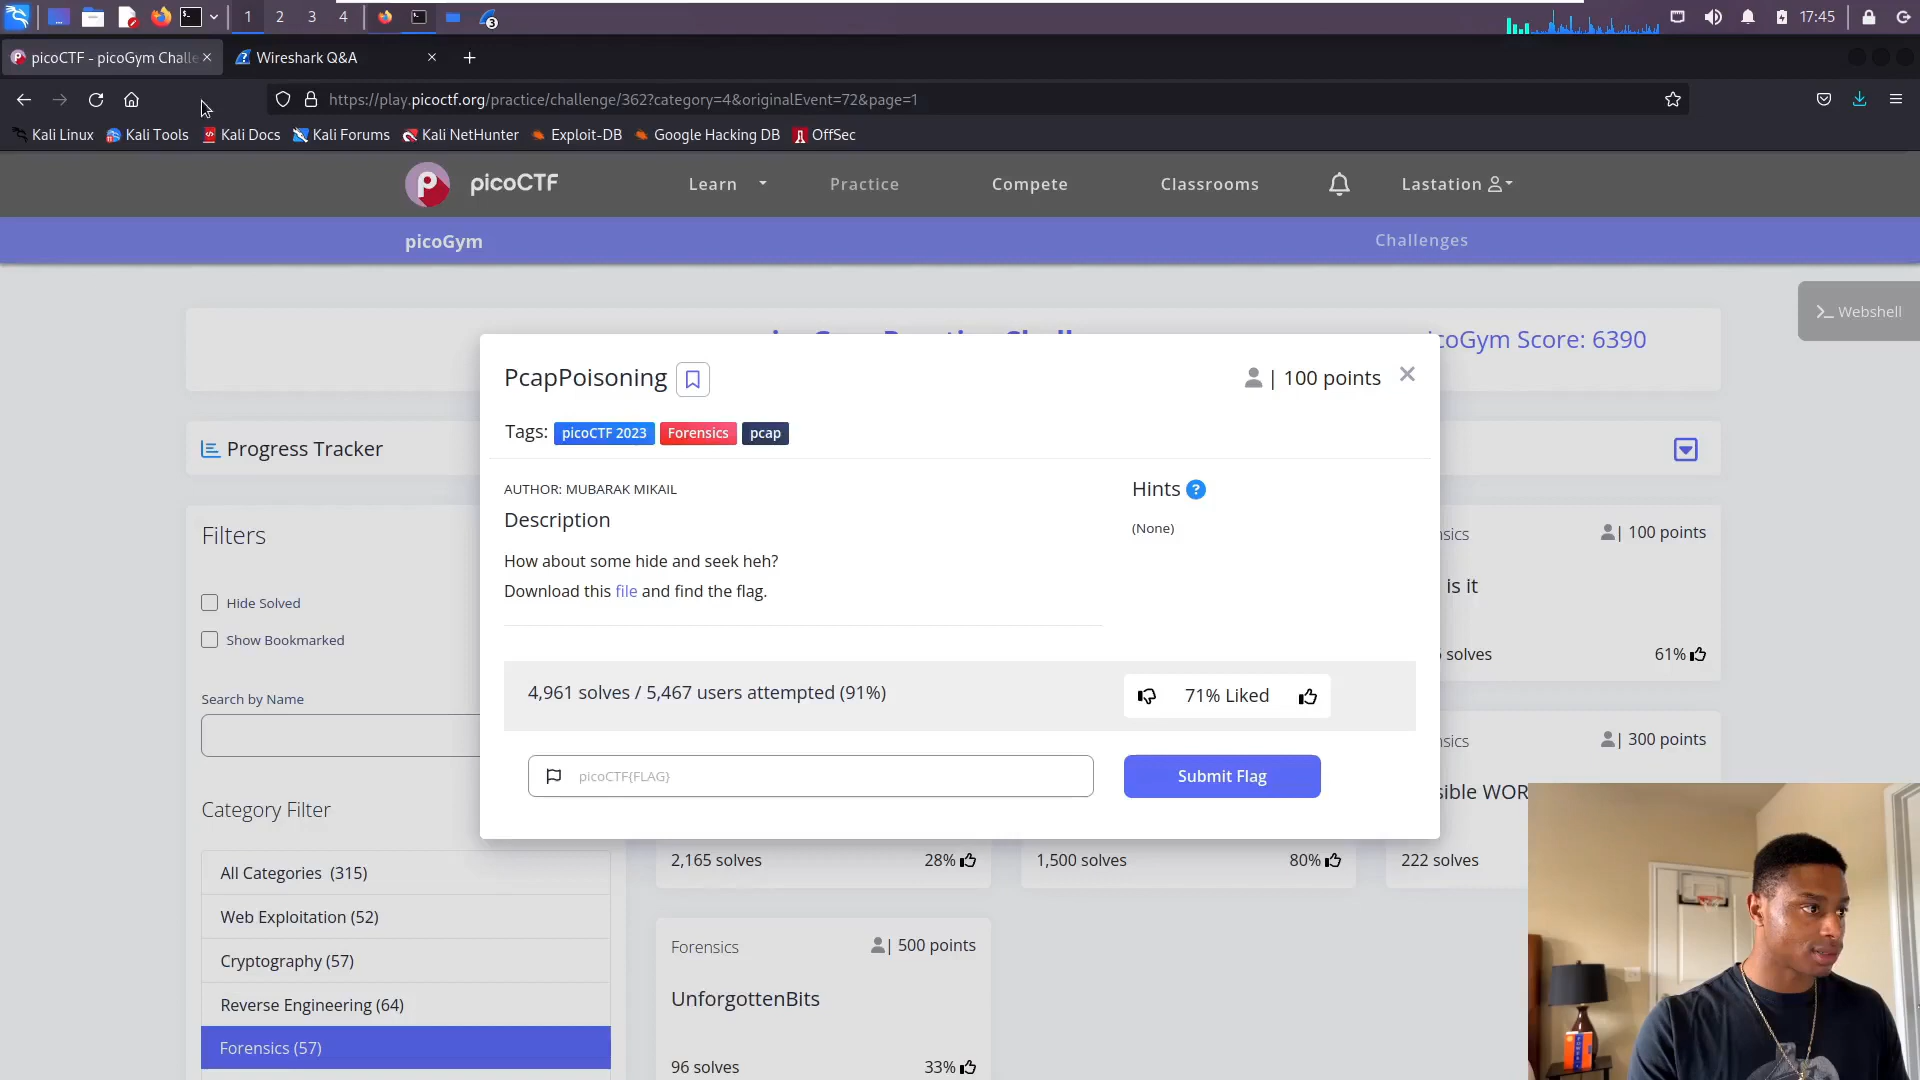 1 2 3 4 3 17:45
picoCTF - picoGym Challe Wireshark Q&A
https://play.picoctf.org/practice/challenge/362?category=4&originalEvent=72&page=1
Kali Linux Kali Tools Kali Docs Kali Forums Kali NetHunter Exploit-DB Google Hacking DB OffSec
picoCTF Learn Practice Compete Classrooms Lastation
picoGym Challenges
>_ Webshell
coGym Score: 6390
PcapPoisoning | 100 points
Tags: picoCTF 2023 Forensics pcap
Progress Tracker
AUTHOR: MUBARAK MIKAIL
Hints ?
Description
(None)
How about some hide and seek heh?
Download this file and find the flag.
Filters
Hide Solved
Show Bookmarked
Search by Name
4,961 solves / 5,467 users attempted (91%)
71% Liked
picoCTF{FLAG}
Submit Flag
nsics | 100 points
is it
solves 61%
nsics | 300 points
sible WOR
Category Filter
2,165 solves 28%
1,500 solves 80%
222 solves
All Categories (315)
Web Exploitation (52)
Cryptography (57)
Reverse Engineering (64)
Forensics (57)
Forensics | 500 points
UnforgottenBits
96 solves 33%
POWER